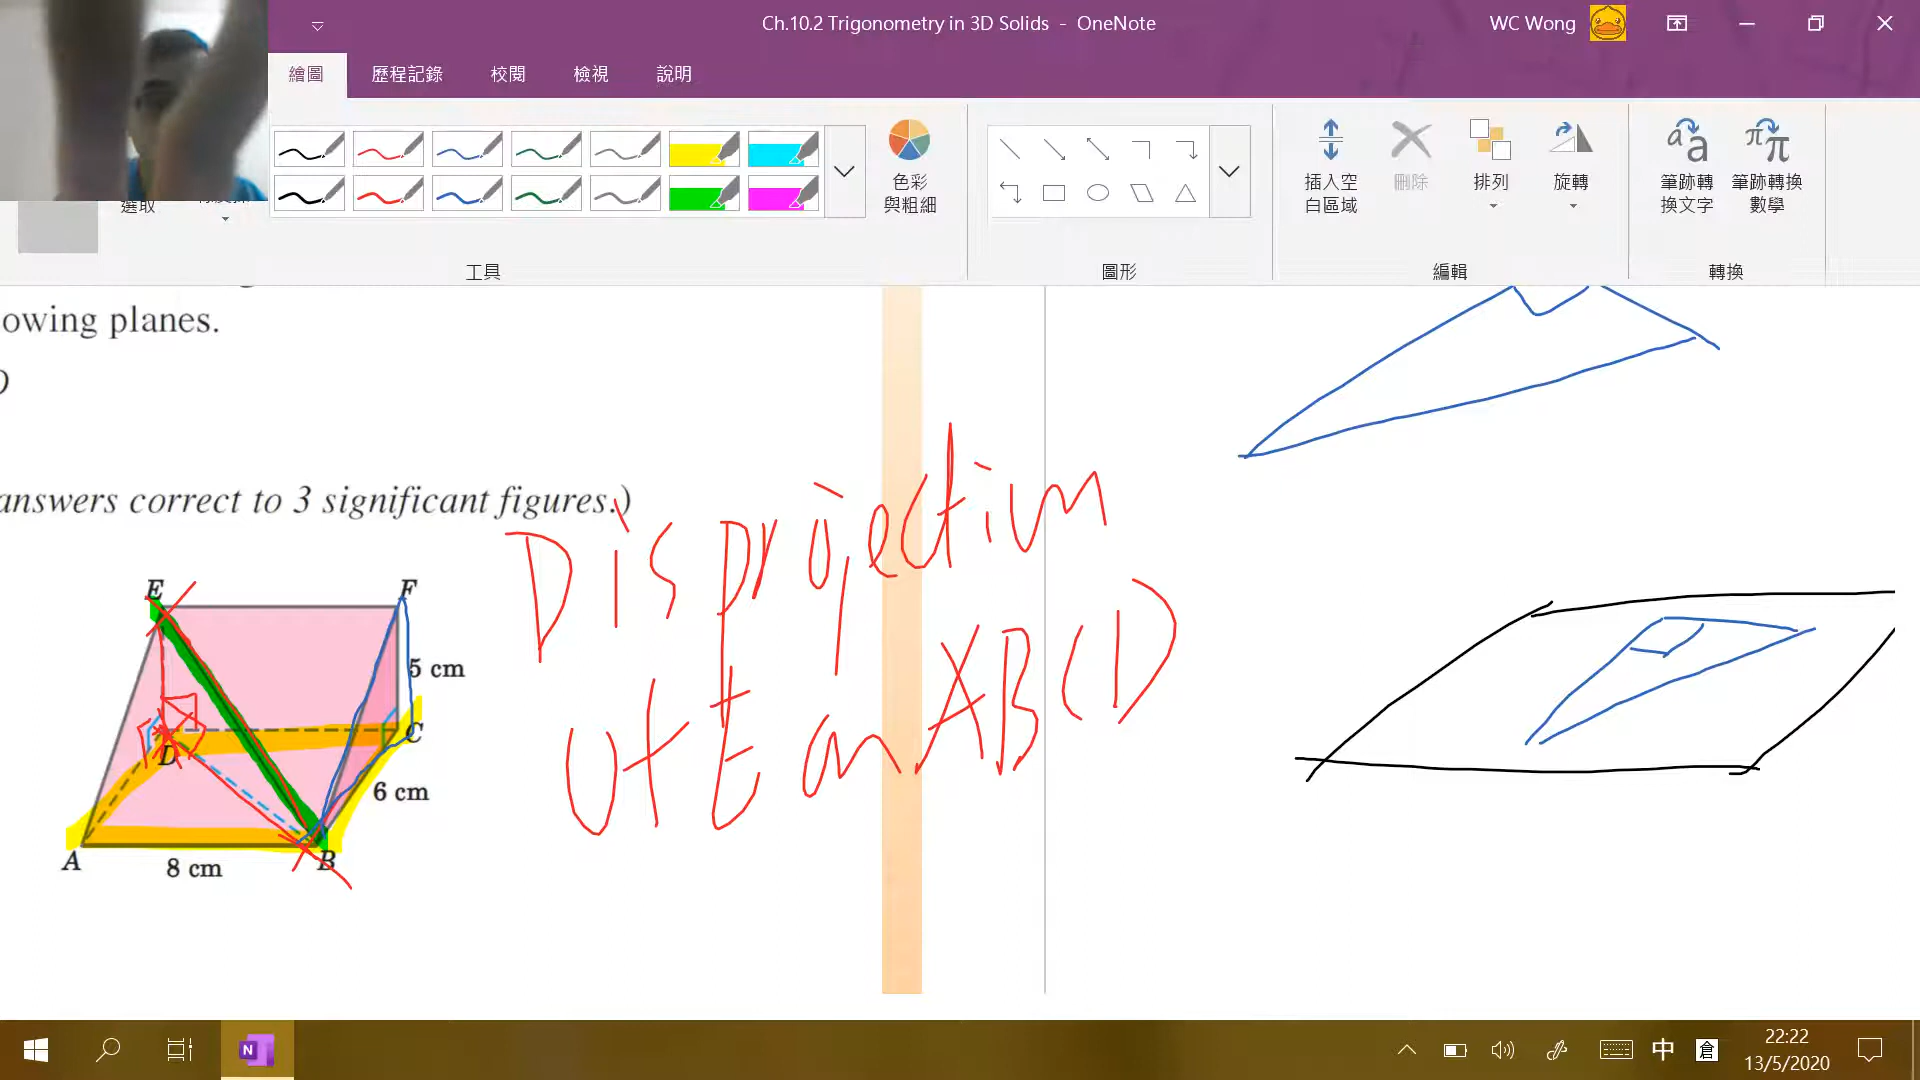 Ch.10.2 Trigonometry in 3D Solids - OneNote
WC Wong
繪圖 歷程記錄 校閱 檢視 說明
選取
色彩
與粗細
插入空
白區域
刪除
排列
旋轉
筆跡轉
換文字
筆跡轉換
數學
工具
圖形
編輯
轉換
owing planes.
answers correct to 3 significant figures.)
D is projection
of E on ABCD
E
F
5 cm
C
D
6 cm
A
8 cm
B
中
倉
22:22
13/5/2020